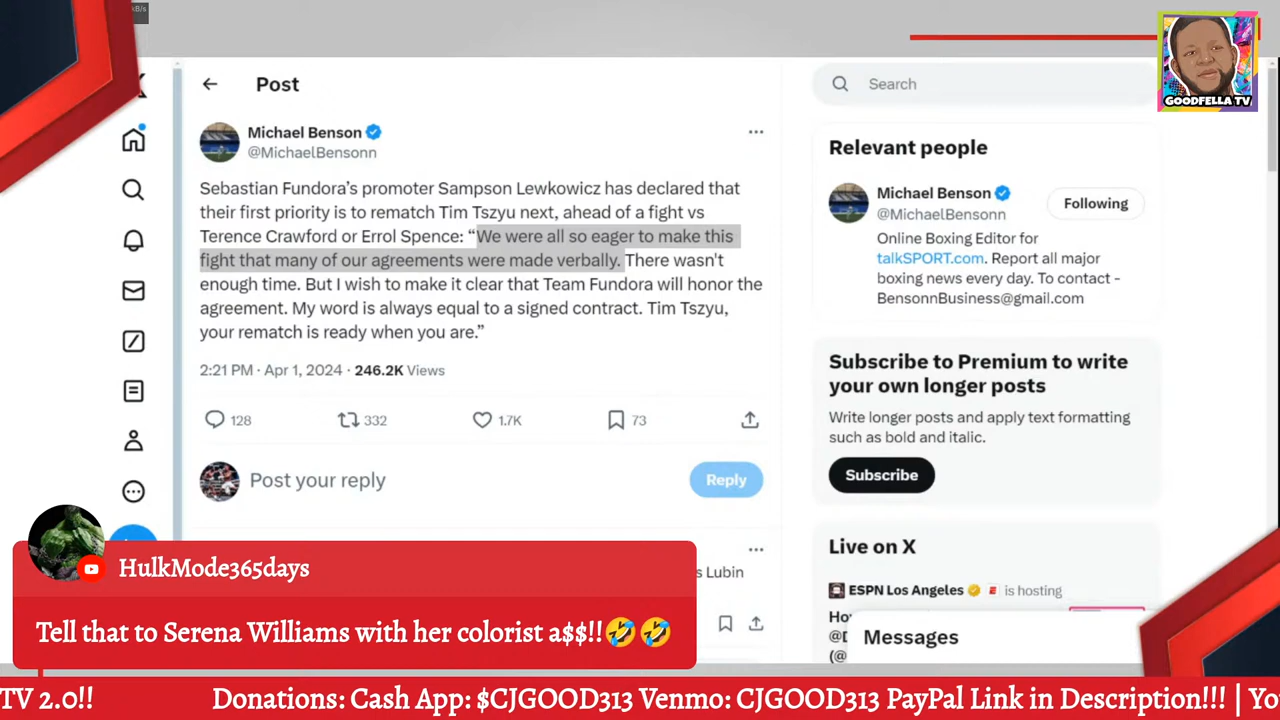 kB/s
GOODFELLA TV
Post
Search
Michael Benson
@MichaelBensonn
Sebastian Fundora’s promoter Sampson Lewkowicz has declared that
their first priority is to rematch Tim Tszyu next, ahead of a fight vs
Terence Crawford or Errol Spence: “We were all so eager to make this
fight that many of our agreements were made verbally. There wasn't
enough time. But I wish to make it clear that Team Fundora will honor the
agreement. My word is always equal to a signed contract. Tim Tszyu,
your rematch is ready when you are.”
2:21 PM · Apr 1, 2024 · 246.2K Views
128 332 1.7K 73
Post your reply
Reply
s Lubin
Relevant people
Michael Benson
@MichaelBensonn
Following
Online Boxing Editor for
talkSPORT.com. Report all major
boxing news every day. To contact -
BensonnBusiness@gmail.com
Subscribe to Premium to write
your own longer posts
Write longer posts and apply text formatting
such as bold and italic.
Subscribe
Live on X
ESPN Los Angeles is hosting
Messages
HulkMode365days
Tell that to Serena Williams with her colorist a$$!!🤣🤣
TV 2.0!! Donations: Cash App: $CJGOOD313 Venmo: CJGOOD313 PayPal Link in Description!!! | Yo